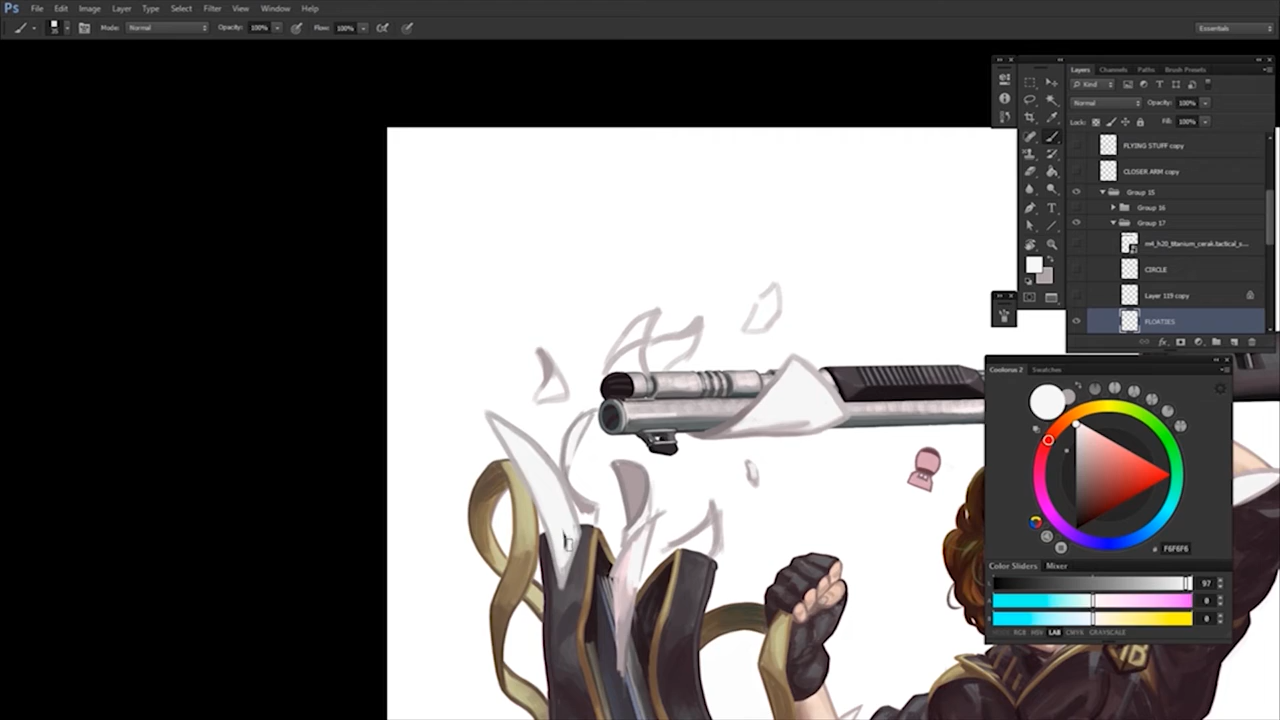 Ps File Edit Image Layer Type Select Filter View Window Help
Mode: Normal Opacity: 100% Flow: 100% Essentials
Layers Channels Paths Brush Presets
Kind
Normal Opacity: 100%
Lock: Fill: 100%
FLYING STUFF copy
CLOSER ARM copy
Group 15
Group 16
Group 17
m4_h20_titanium_cerak.tactical_s...
CIRCLE
Layer 119 copy
FLOATIES
Coolorus 2 Swatches
# F6F6F6
Color Sliders Mixer
L 97
A 0
B 0
RGB HSV LAB CMYK GRAYSCALE